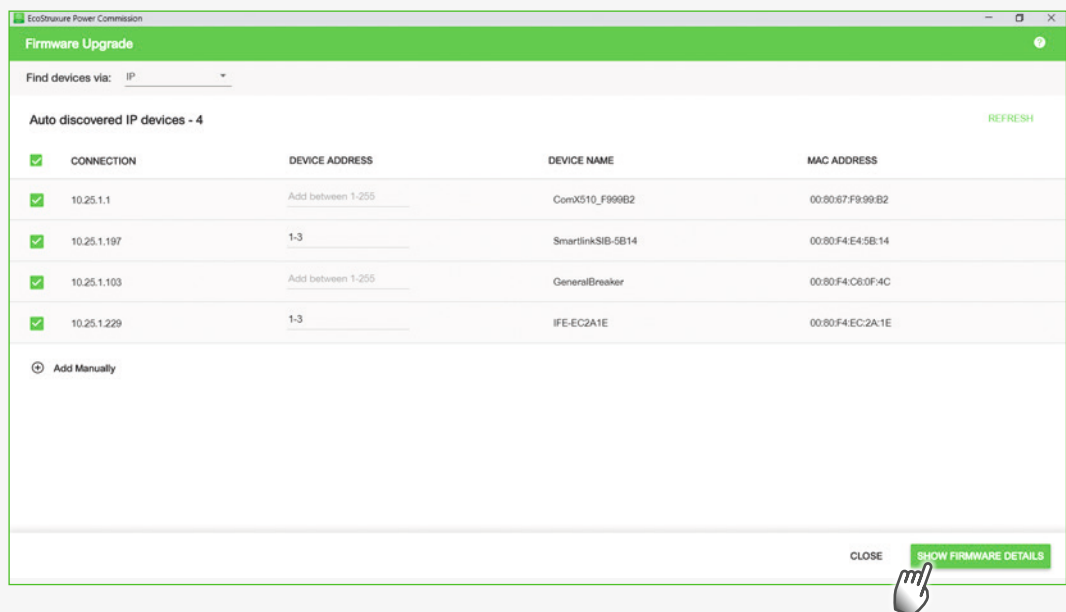 EcoStruxure Power Commission
Firmware Upgrade
Find devices via: IP
Auto discovered IP devices - 4
REFRESH
CONNECTION DEVICE ADDRESS DEVICE NAME MAC ADDRESS
10.25.1.1 Add between 1-255 ComX510_F999B2 00:80:67:F9:99:B2
10.25.1.197 1-3 SmartlinkSIB-5B14 00:80:F4:E4:5B:14
10.25.1.103 Add between 1-255 GeneralBreaker 00:80:F4:C6:0F:4C
10.25.1.229 1-3 IFE-EC2A1E 00:80:F4:EC:2A:1E
Add Manually
CLOSE SHOW FIRMWARE DETAILS